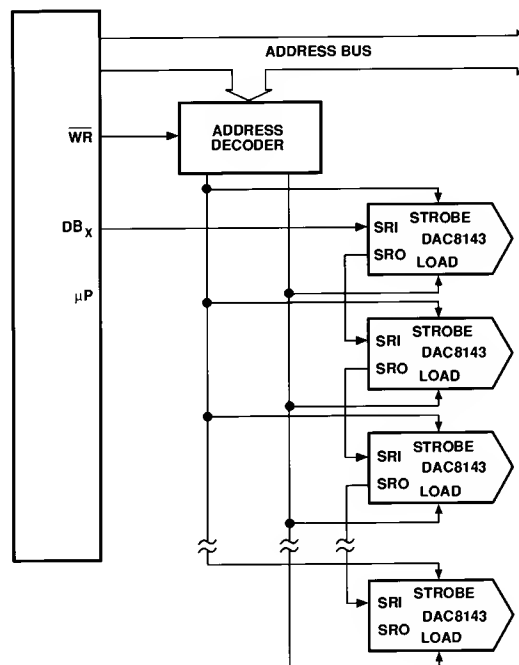 ADDRESS BUS
WR
ADDRESS
DECODER
DBX
μP
STROBE
SRI
DAC8143
SRO
LOAD
STROBE
SRI
DAC8143
SRO
LOAD
STROBE
SRI
DAC8143
SRO
LOAD
STROBE
SRI
DAC8143
SRO
LOAD